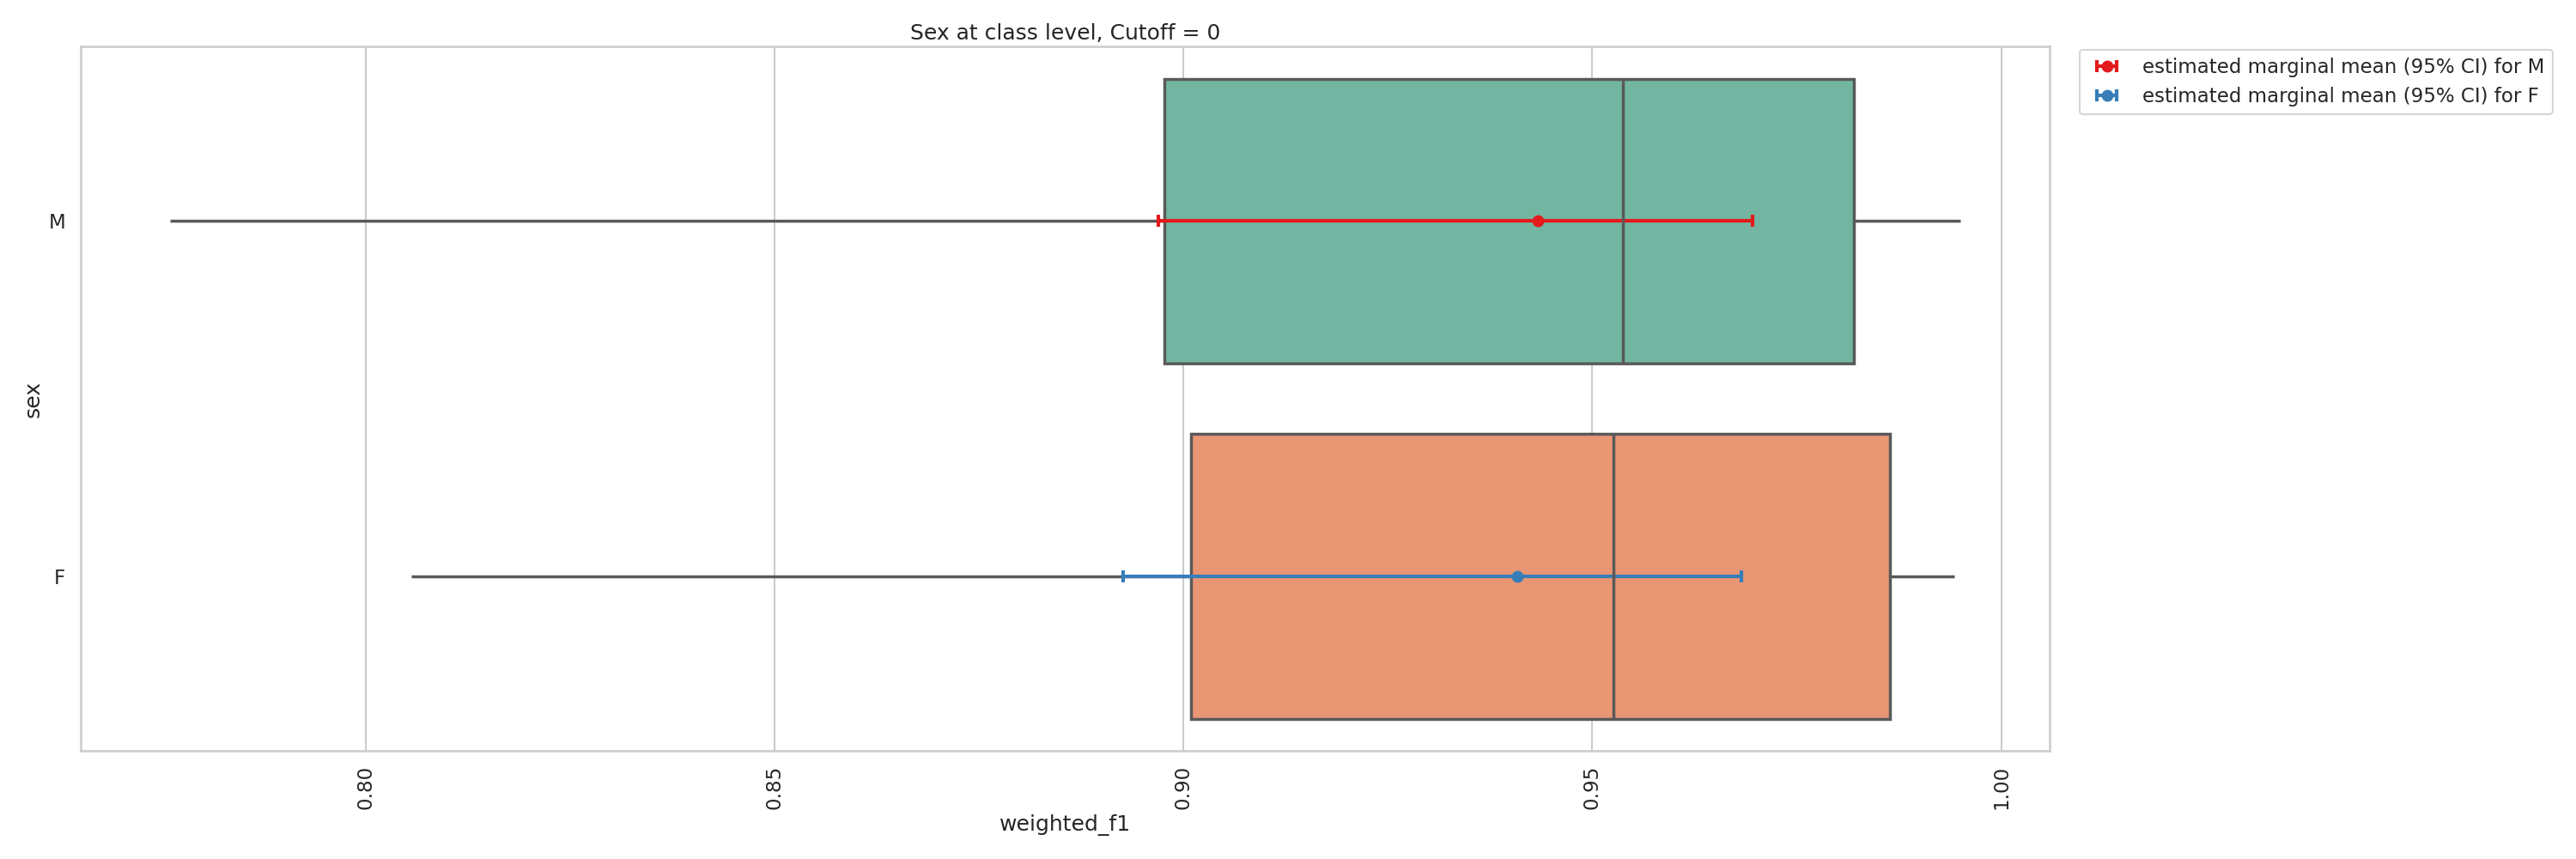 Sex at class level, Cutoff = 0
estimated marginal mean (95% CI) for M
estimated marginal mean (95% CI) for F
M
F
sex
0.80
0.85
0.90
0.95
1.00
weighted_f1